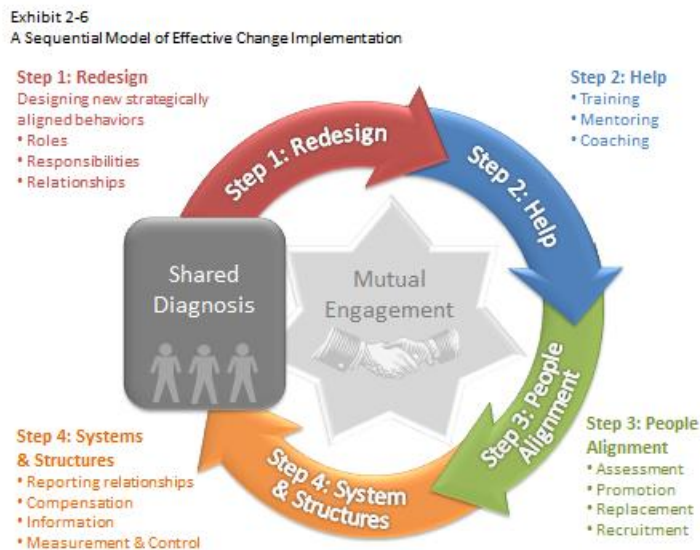 Exhibit 2-6
A Sequential Model of Effective Change Implementation
Step 1: Redesign
Designing new strategically
aligned behaviors
• Roles
• Responsibilities
• Relationships
Step 2: Help
• Training
• Mentoring
• Coaching
Step 1: Redesign
Step 2: Help
Shared
Diagnosis
Mutual
Engagement
Step 3: People
Alignment
Step 4: System
& Structures
Step 4: Systems
& Structures
• Reporting relationships
• Compensation
• Information
• Measurement & Control
Step 3: People
Alignment
• Assessment
• Promotion
• Replacement
• Recruitment